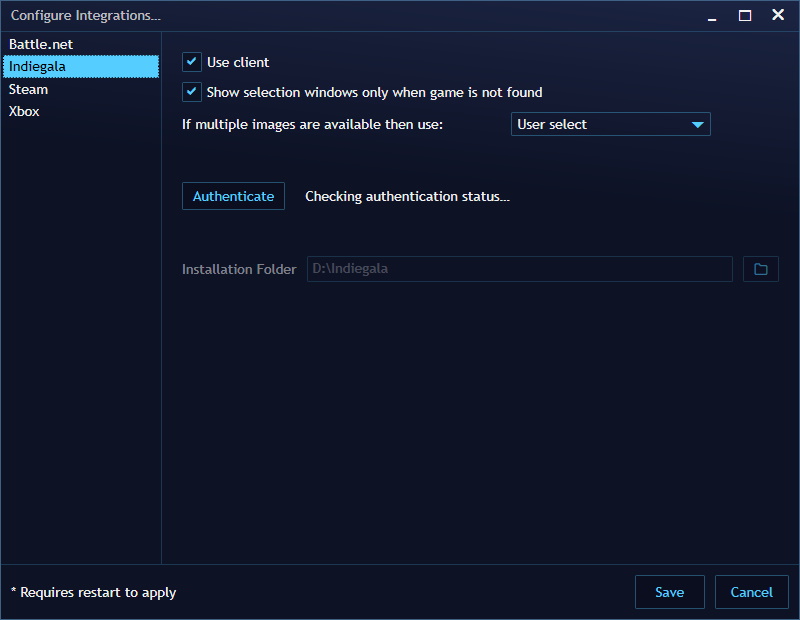 Configure Integrations...
Battle.net
Indiegala
Steam
Xbox
Use client
Show selection windows only when game is not found
If multiple images are available then use: User select
Authenticate Checking authentication status...
Installation Folder D:\Indiegala
* Requires restart to apply Save Cancel